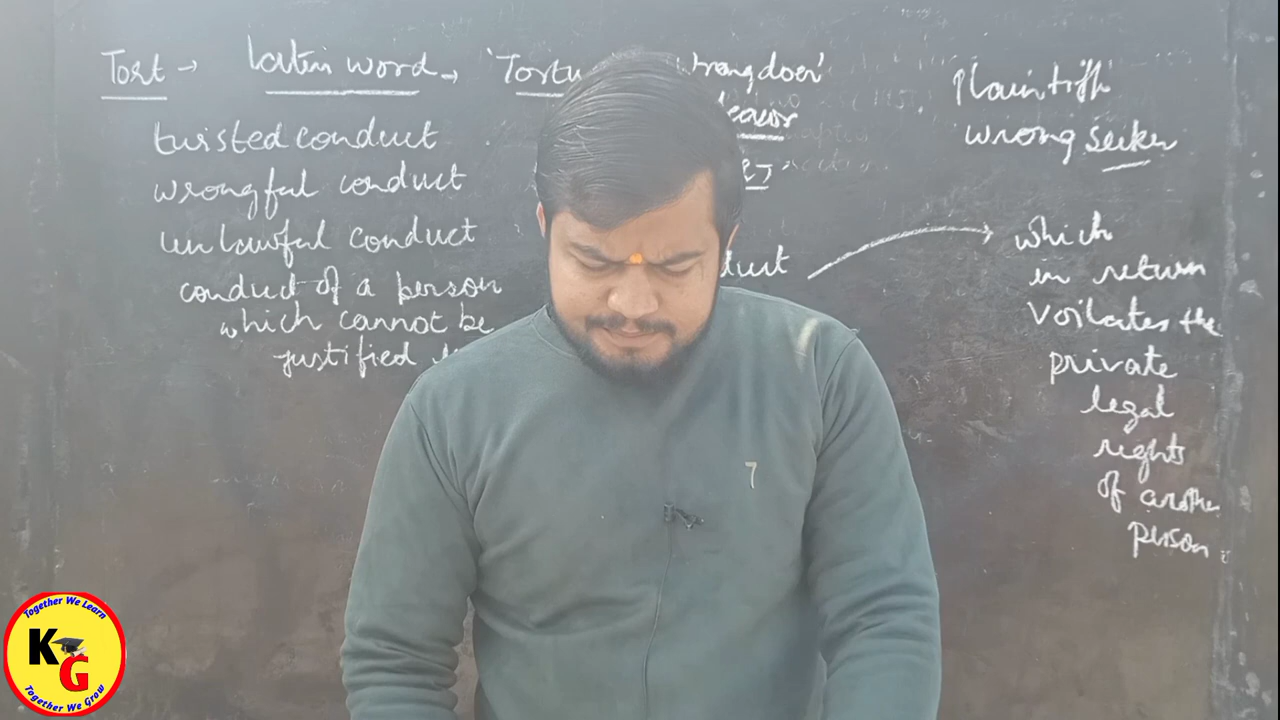 Tort → Latin word → 'Tortu wrongdoer'
twisted conduct
wrongful conduct
unlawful conduct
conduct of a person
which cannot be
justified
Plaintiff
wrong seeker
which
in return
voilates the
private
legal
rights
of another
person
7
Together We Learn
KG
Together We Grow